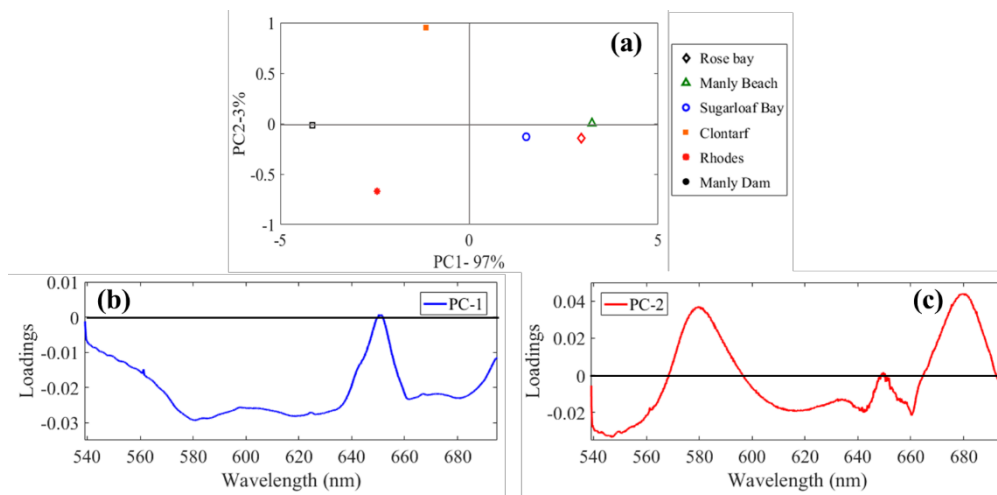 (a)
1
0.5
0
-0.5
-1
PC2-3%
-5
0
5
PC1- 97%
Rose bay
Manly Beach
Sugarloaf Bay
Clontarf
Rhodes
Manly Dam
(b)
PC-1
0.01
0
-0.01
-0.02
-0.03
Loadings
540 560 580 600 620 640 660 680
Wavelength (nm)
PC-2
(c)
0.04
0.02
0
-0.02
Loadings
540 560 580 600 620 640 660 680
Wavelength (nm)